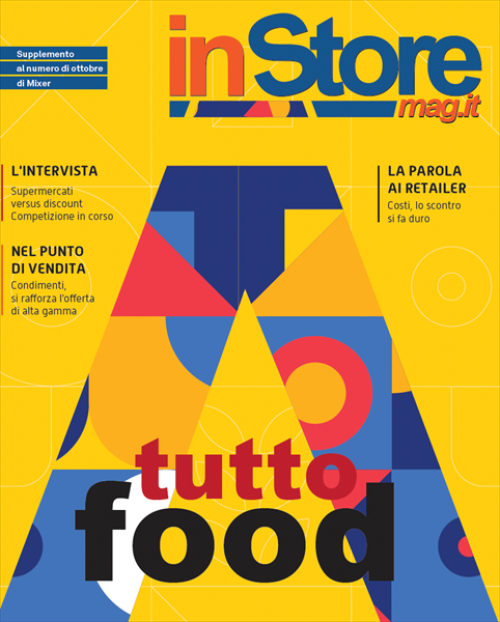 Supplemento
al numero di ottobre
di Mixer
inStore
mag.it
L'INTERVISTA
Supermercati
versus discount
Competizione in corso
NEL PUNTO
DI VENDITA
Condimenti,
si rafforza l'offerta
di alta gamma
LA PAROLA
AI RETAILER
Costi, lo scontro
si fa duro
tutto
food